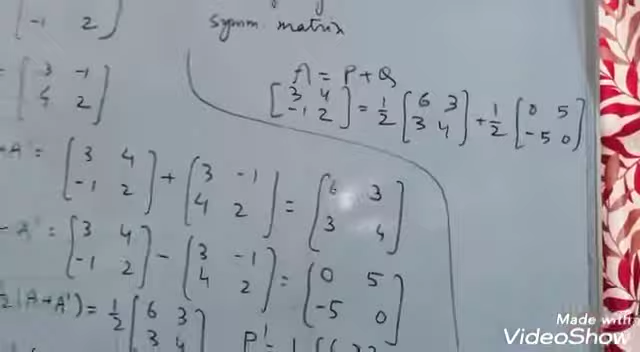 symm. matrix
[-1 2]
A = P + Q
= [3 -1; 4 2]
[3 4; -1 2] = 1/2 [6 3; 3 4] + 1/2 [0 5; -5 0]
+A' = [3 4; -1 2] + [3 -1; 4 2] = [6 3; 3 4]
- A' = [3 4; -1 2] - [3 -1; 4 2] = [0 5; -5 0]
1/2 (A+A') = 1/2 [6 3; 3 4]
P' = 1
Made with
VideoShow